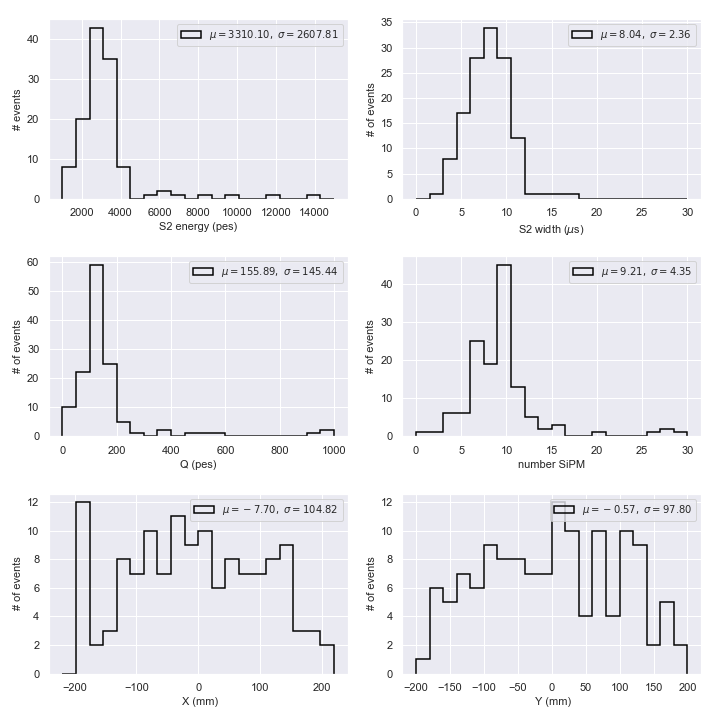 μ = 3310.10, σ = 2607.81
# events
40
30
20
10
0
2000 4000 6000 8000 10000 12000 14000
S2 energy (pes)
μ = 8.04, σ = 2.36
# of events
35
30
25
20
15
10
5
0
0 5 10 15 20 25 30
S2 width (μs)
μ = 155.89, σ = 145.44
# of events
60
50
40
30
20
10
0
0 200 400 600 800 1000
Q (pes)
μ = 9.21, σ = 4.35
# of events
40
30
20
10
0
0 5 10 15 20 25 30
number SiPM
μ = −7.70, σ = 104.82
# of events
12
10
8
6
4
2
0
−200 −100 0 100 200
X (mm)
μ = −0.57, σ = 97.80
# of events
12
10
8
6
4
2
0
−200 −150 −100 −50 0 50 100 150 200
Y (mm)